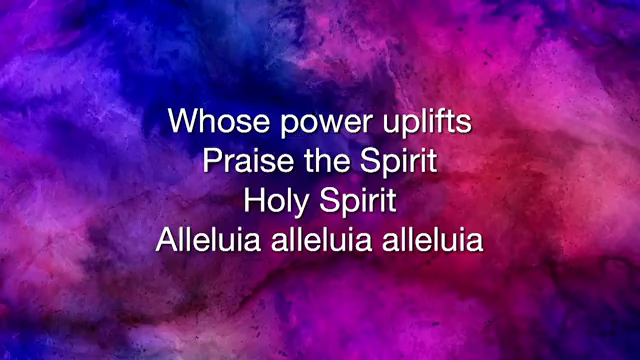 Whose power uplifts
Praise the Spirit
Holy Spirit
Alleluia alleluia alleluia